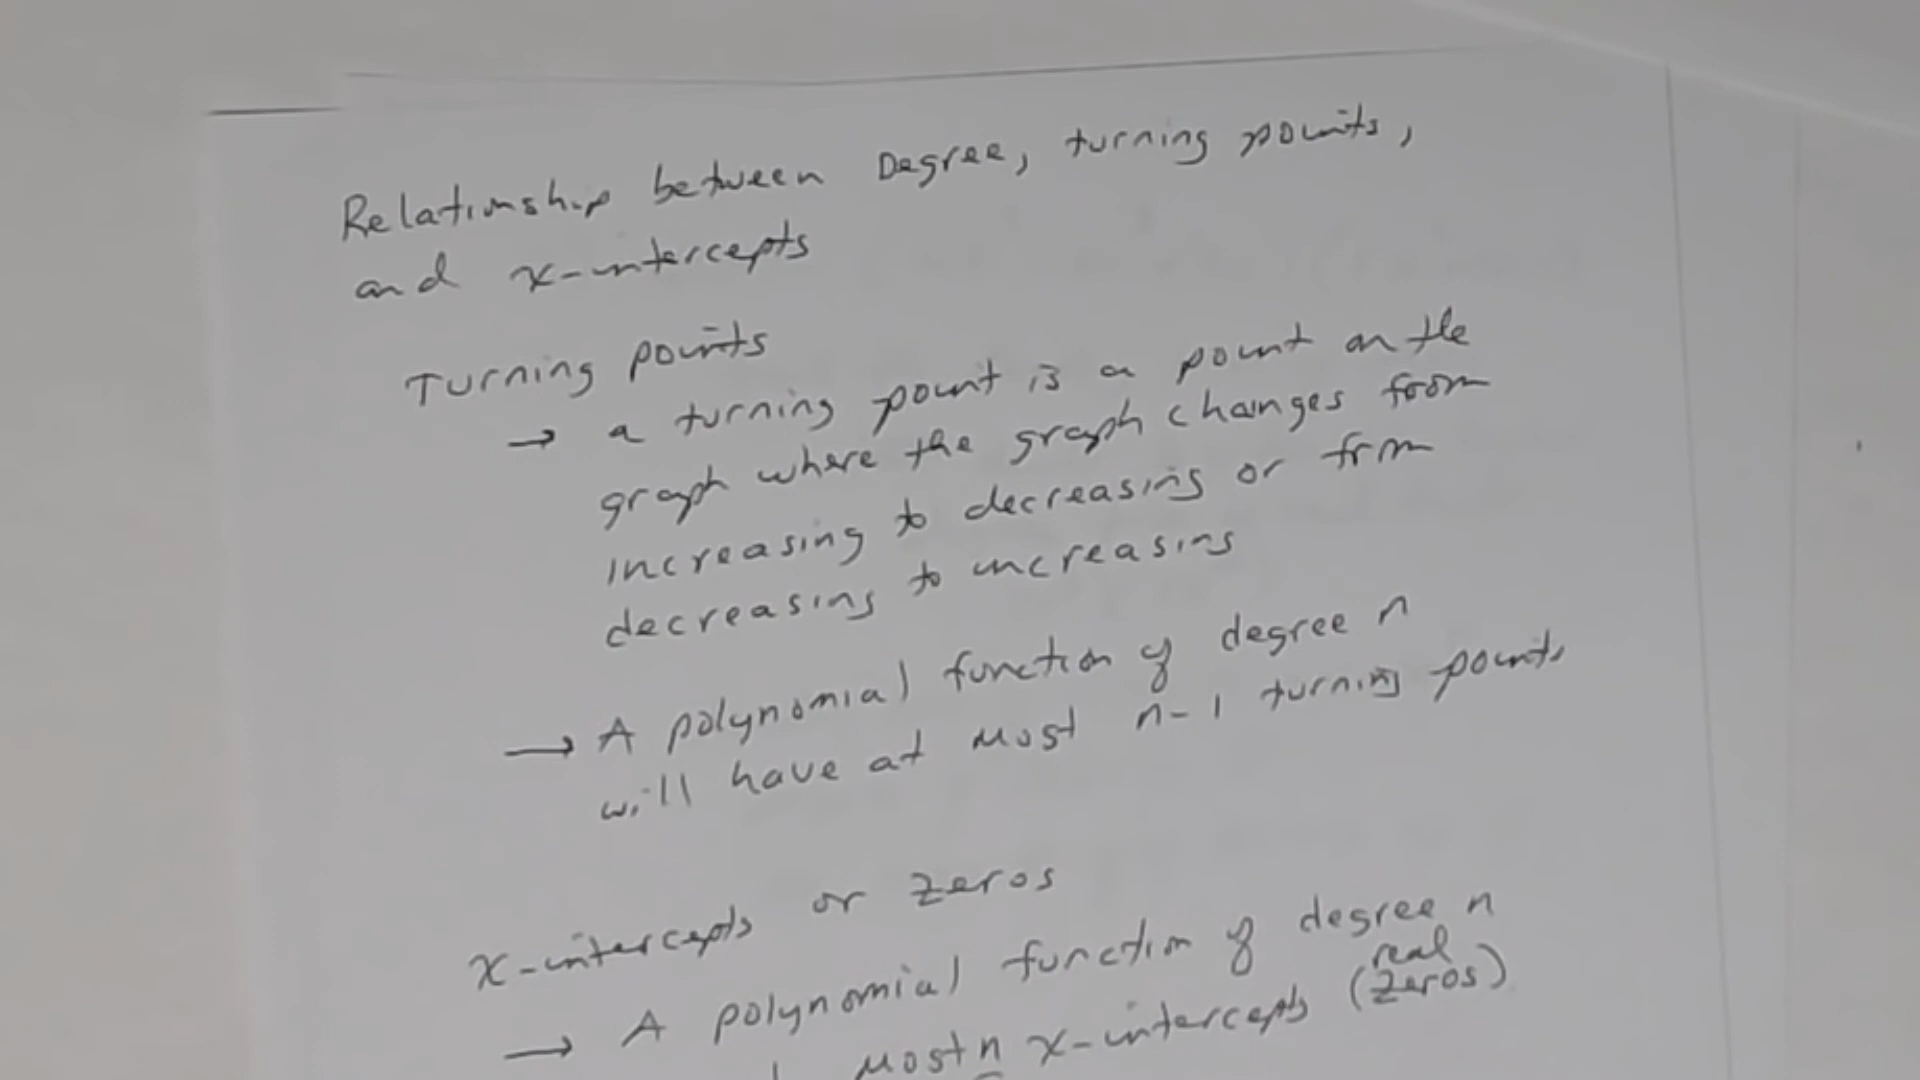 Relationship between Degree, turning points,
and x-intercepts
Turning points
→ a turning point is a point on the
graph where the graph changes from
increasing to decreasing or from
decreasing to increasing
→ A polynomial function of degree n
will have at most n-1 turning points
x-intercepts or zeros
→ A polynomial function of degree n
real
most n x-intercepts (zeros)